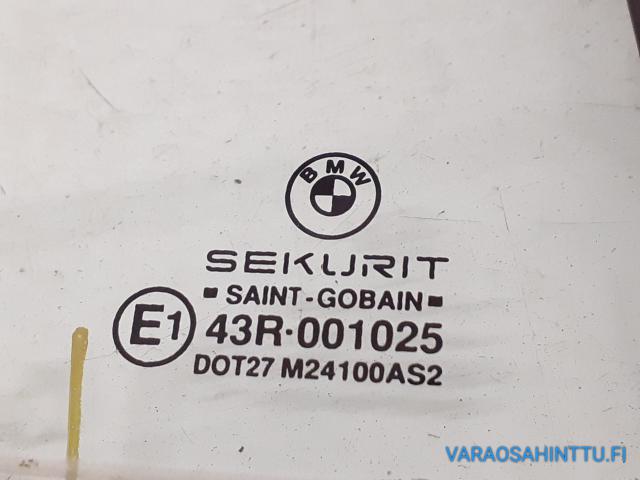 BMW
SEKURIT
SAINT-GOBAIN
E1
43R·001025
DOT27 M24100AS2
VARAOSAHINTTU.FI